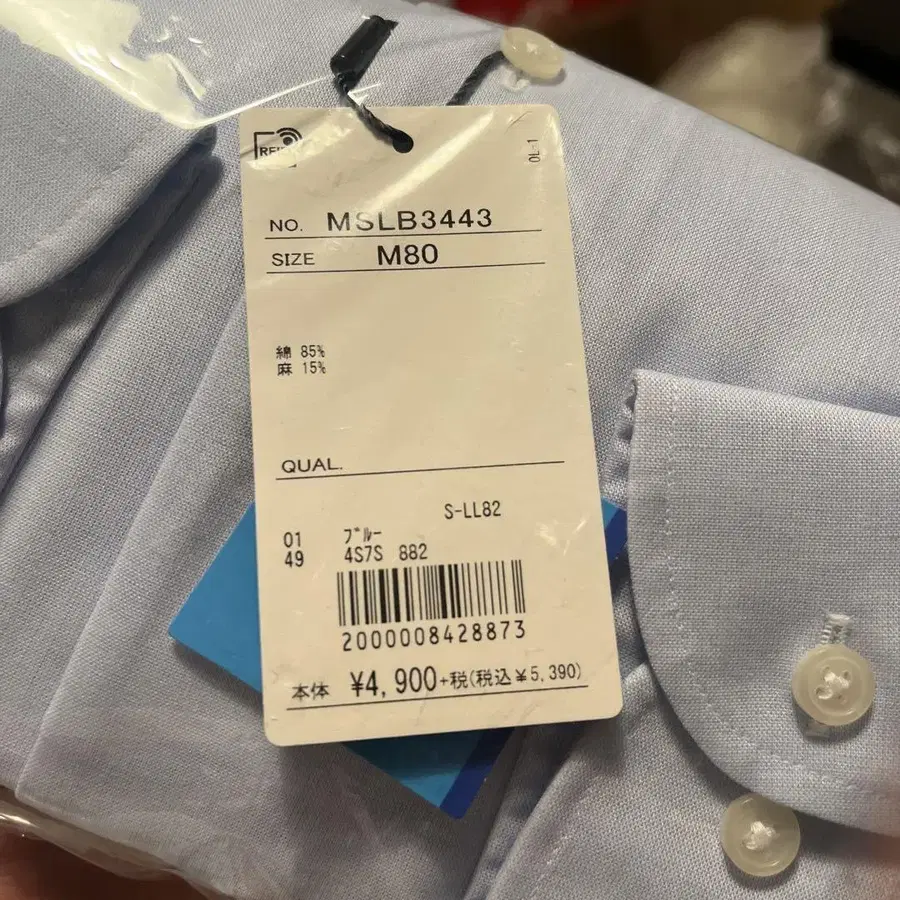 RFID
OL-1
NO. MSLB3443
SIZE M80
綿 85%
麻 15%
QUAL.
S-LL82
01 ブルー
49 4S7S 882
2000008428873
本体 ¥4,900+税(税込¥5,390)